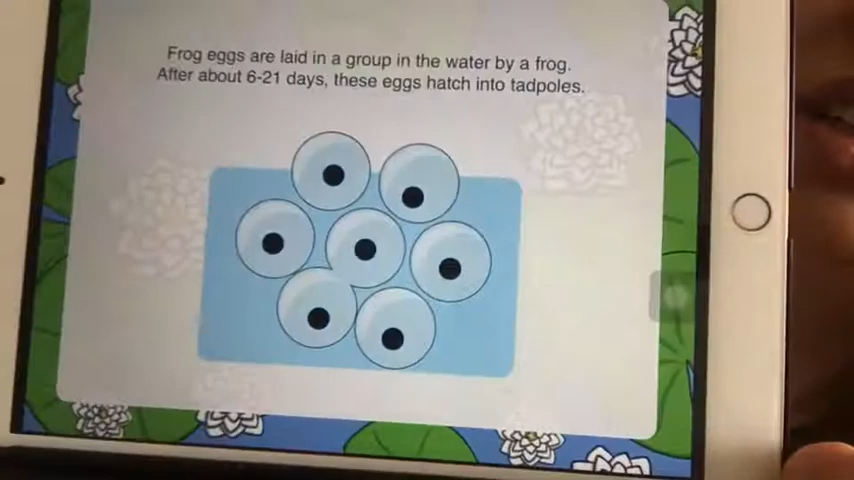 Frog eggs are laid in a group in the water by a frog.
After about 6-21 days, these eggs hatch into tadpoles.